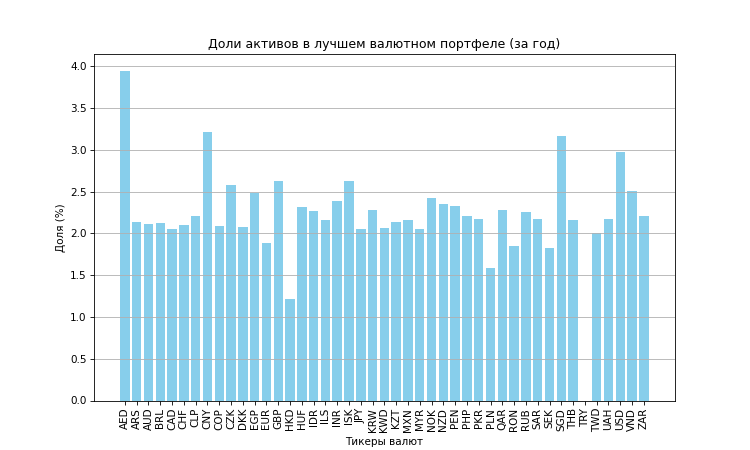 Доли активов в лучшем валютном портфеле (за год)
Доля (%)
4.0
3.5
3.0
2.5
2.0
1.5
1.0
0.5
0.0
AED ARS AUD BRL CAD CHF CLP CNY COP CZK DKK EGP EUR GBP HKD HUF IDR ILS INR ISK JPY KRW KWD KZT MXN MYR NOK NZD PEN PHP PKR PLN QAR RON RUB SAR SEK SGD THB TRY TWD UAH USD VND ZAR
Тикеры валют